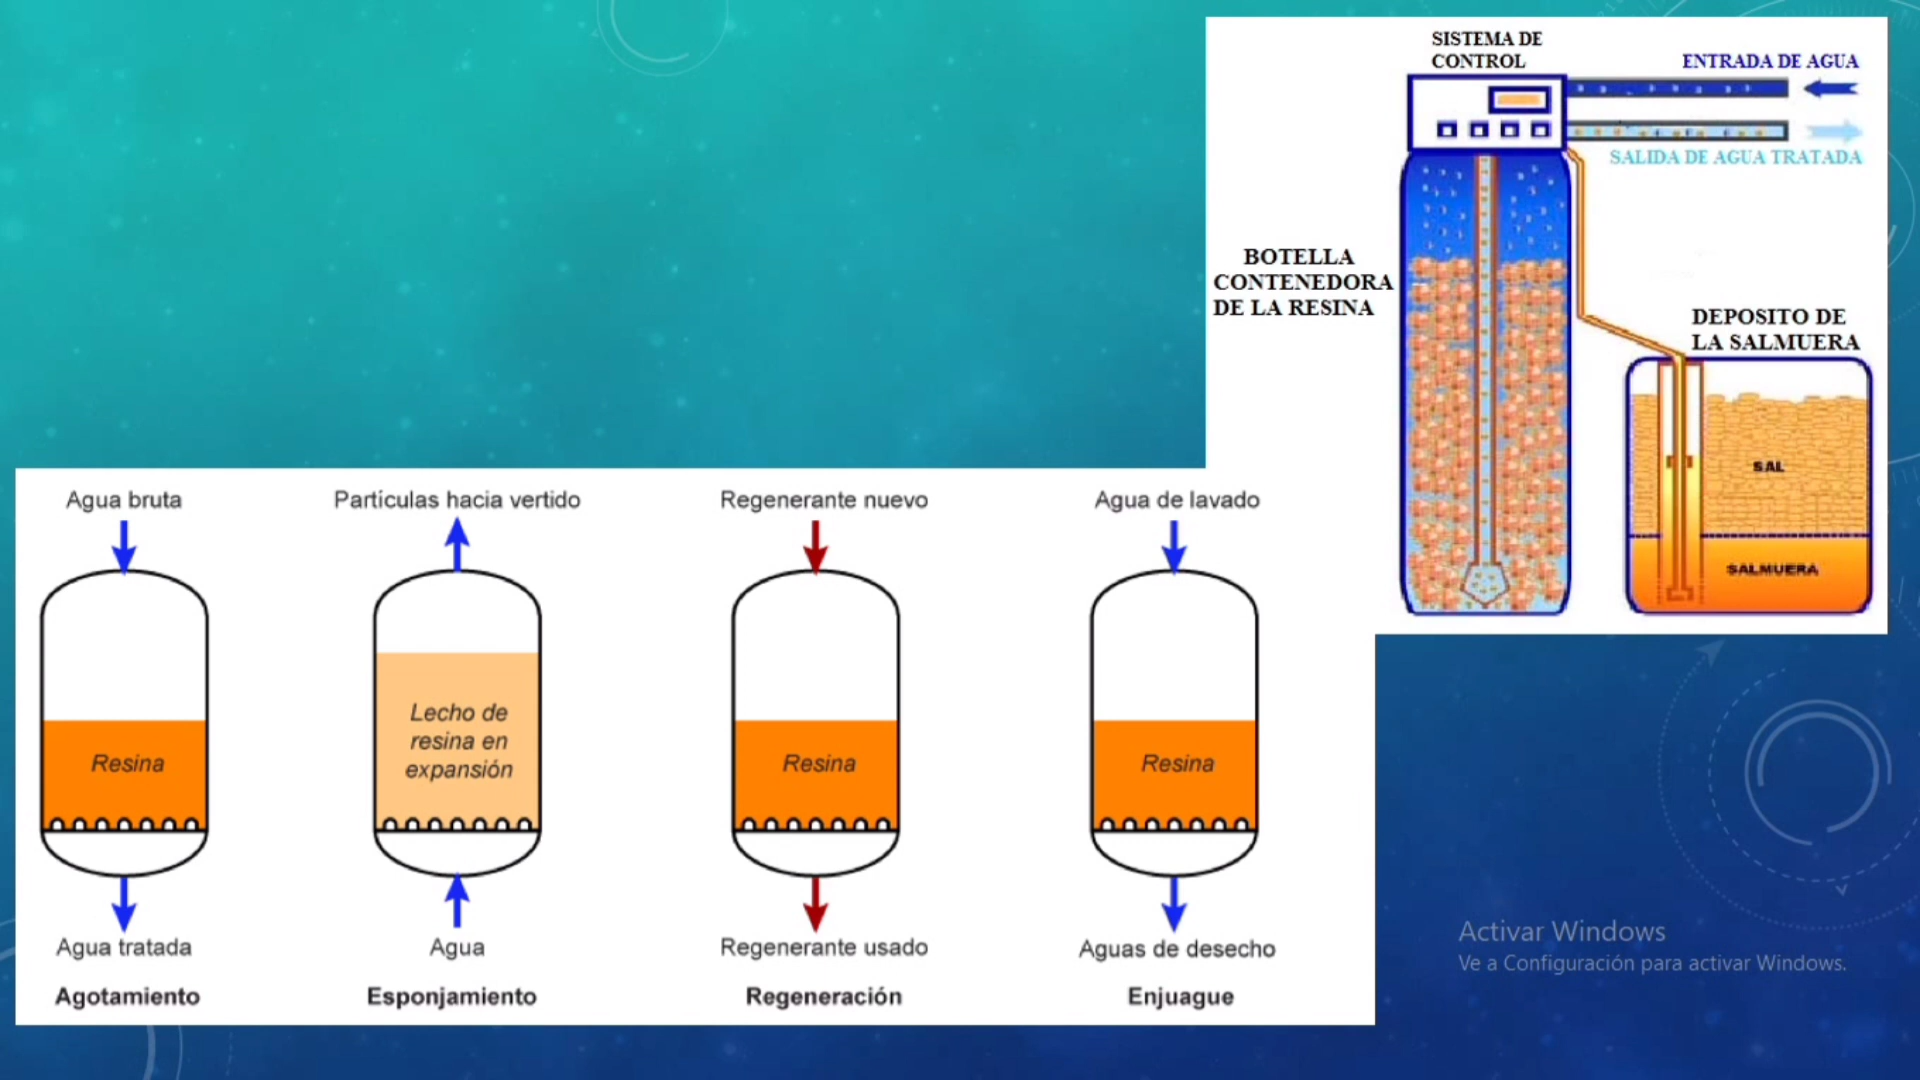 SISTEMA DE
CONTROL
ENTRADA DE AGUA
SALIDA DE AGUA TRATADA
BOTELLA
CONTENEDORA
DE LA RESINA
DEPOSITO DE
LA SALMUERA
SAL
SALMUERA
Agua bruta
Partículas hacia vertido
Regenerante nuevo
Agua de lavado
Resina
Lecho de
resina en
expansión
Resina
Resina
Agua tratada
Agua
Regenerante usado
Aguas de desecho
Agotamiento
Esponjamiento
Regeneración
Enjuague
Activar Windows
Ve a Configuración para activar Windows.